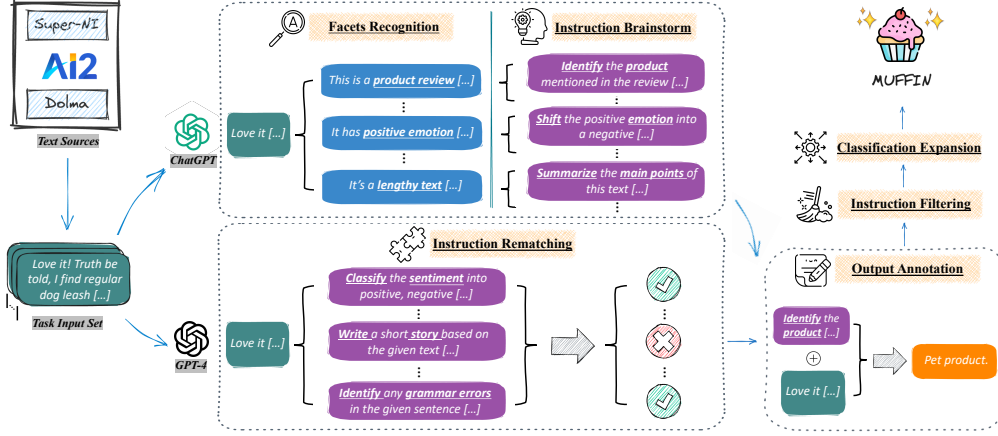 Super-NI
AI2
Dolma
Text Sources
Love it! Truth be
told, I find regular
dog leash [...]
Task Input Set
ChatGPT
GPT-4
Facets Recognition
Love it [...]
This is a product review [...]
It has positive emotion [...]
It's a lengthy text [...]
Instruction Brainstorm
Identify the product
mentioned in the review [...]
Shift the positive emotion into
a negative [...]
Summarize the main points of
this text [...]
Instruction Rematching
Love it [...]
Classify the sentiment into
positive, negative [...]
Write a short story based on
the given text [...]
Identify any grammar errors
in the given sentence [...]
MUFFIN
Classification Expansion
Instruction Filtering
Output Annotation
Identify the
product [...]
Love it [...]
Pet product.